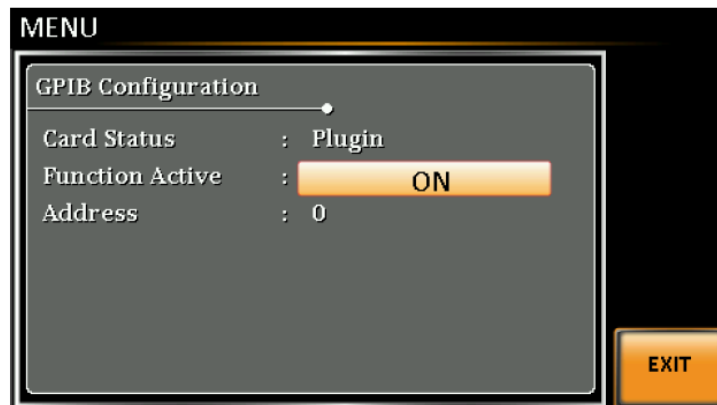 MENU
GPIB Configuration
Card Status : Plugin
Function Active : ON
Address : 0
EXIT